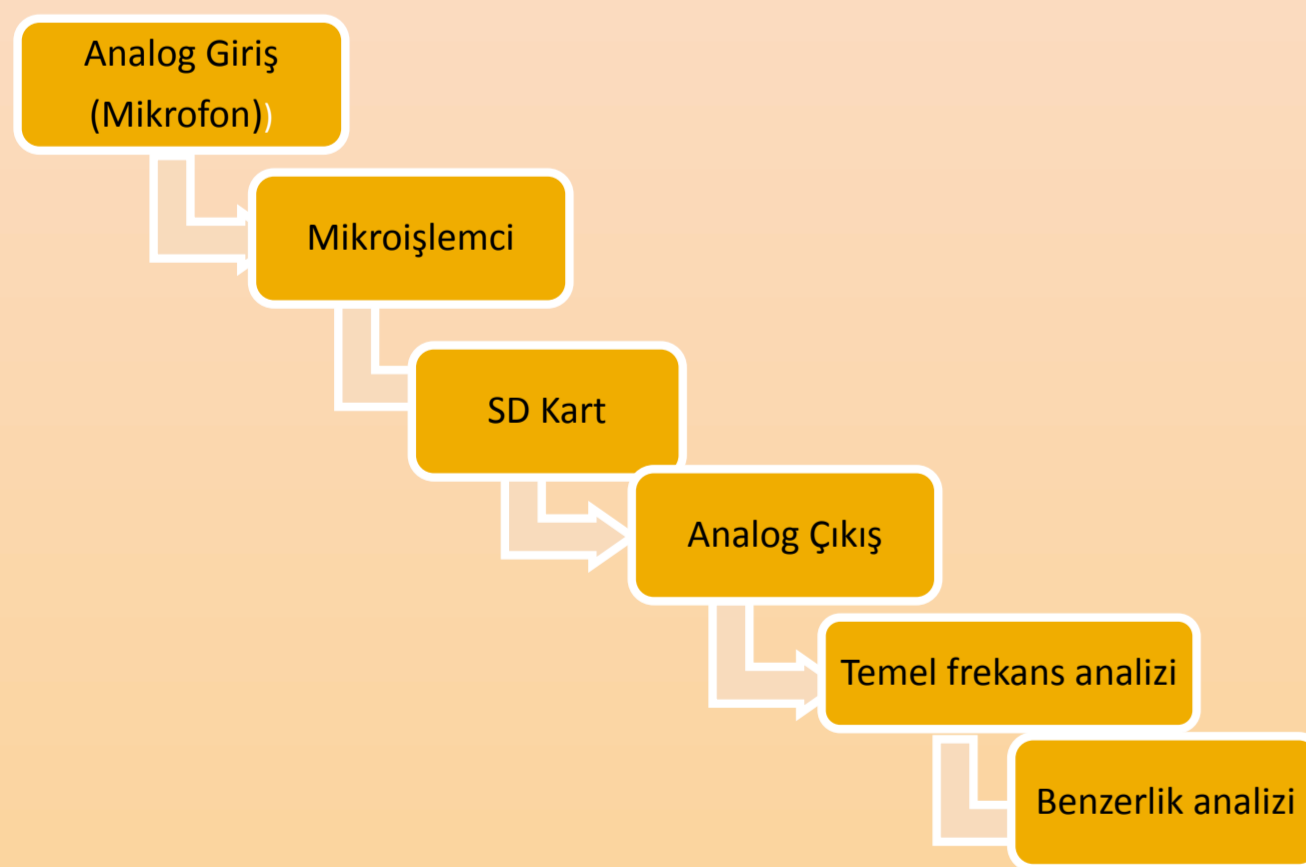 Analog Giriş
(Mikrofon))
Mikroişlemci
SD Kart
Analog Çıkış
Temel frekans analizi
Benzerlik analizi